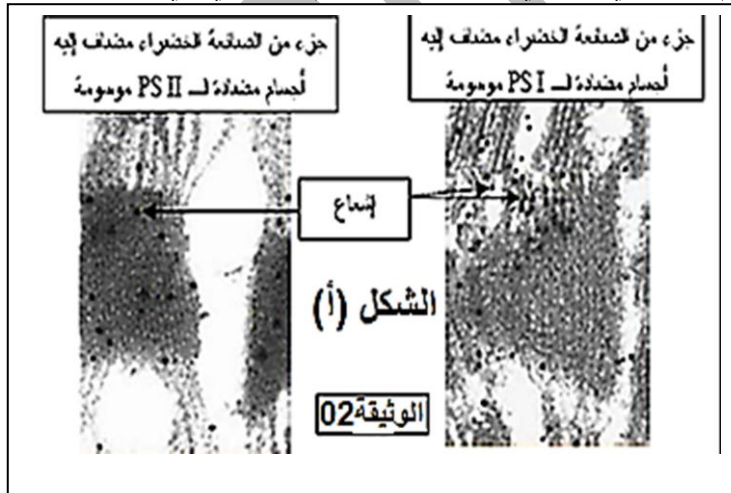 جزء من الصانعة الخضراء مضاف إليه
أجسام مضادة لـ PS I موسومة
جزء من الصانعة الخضراء مضاف إليه
أجسام مضادة لـ PS II موسومة
إشعاع
الشكل (أ)
الوثيقة02